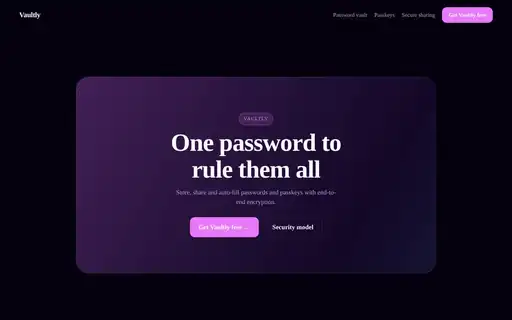 Vaultly
Password vault Passkeys Secure sharing Get Vaultly free
VAULTLY
One password to
rule them all
Store, share and auto-fill passwords and passkeys with end-to-
end encryption.
Get Vaultly free
Security model